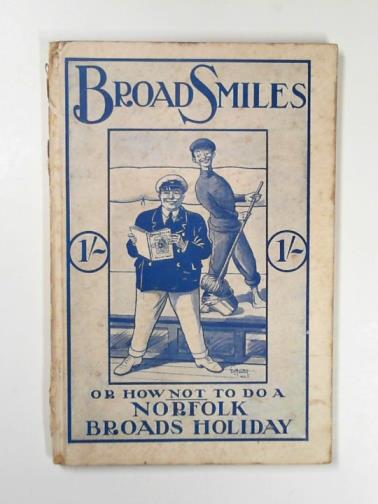 BROAD SMILES
1/-
1/-
OR HOW NOT TO DO A
NORFOLK
BROADS HOLIDAY